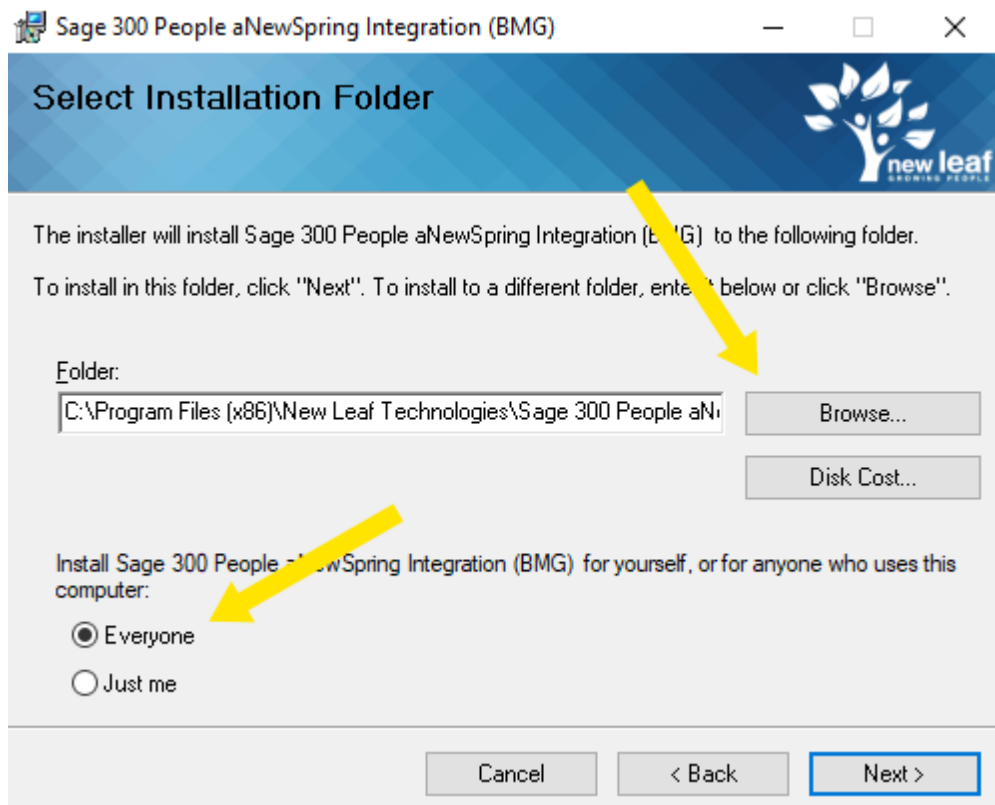 Sage 300 People aNewSpring Integration (BMG)
Select Installation Folder
new leaf
GROWING PEOPLE
The installer will install Sage 300 People aNewSpring Integration to the following folder.
To install in this folder, click "Next". To install to a different folder, below or click "Browse".
Folder:
C:\Program Files (x86)\New Leaf Technologies\Sage 300 People
Browse...
Disk Cost...
Install Sage 300 People Integration (BMG) for yourself, or for anyone who uses this
computer:
Everyone
Just me
Cancel
< Back
Next >